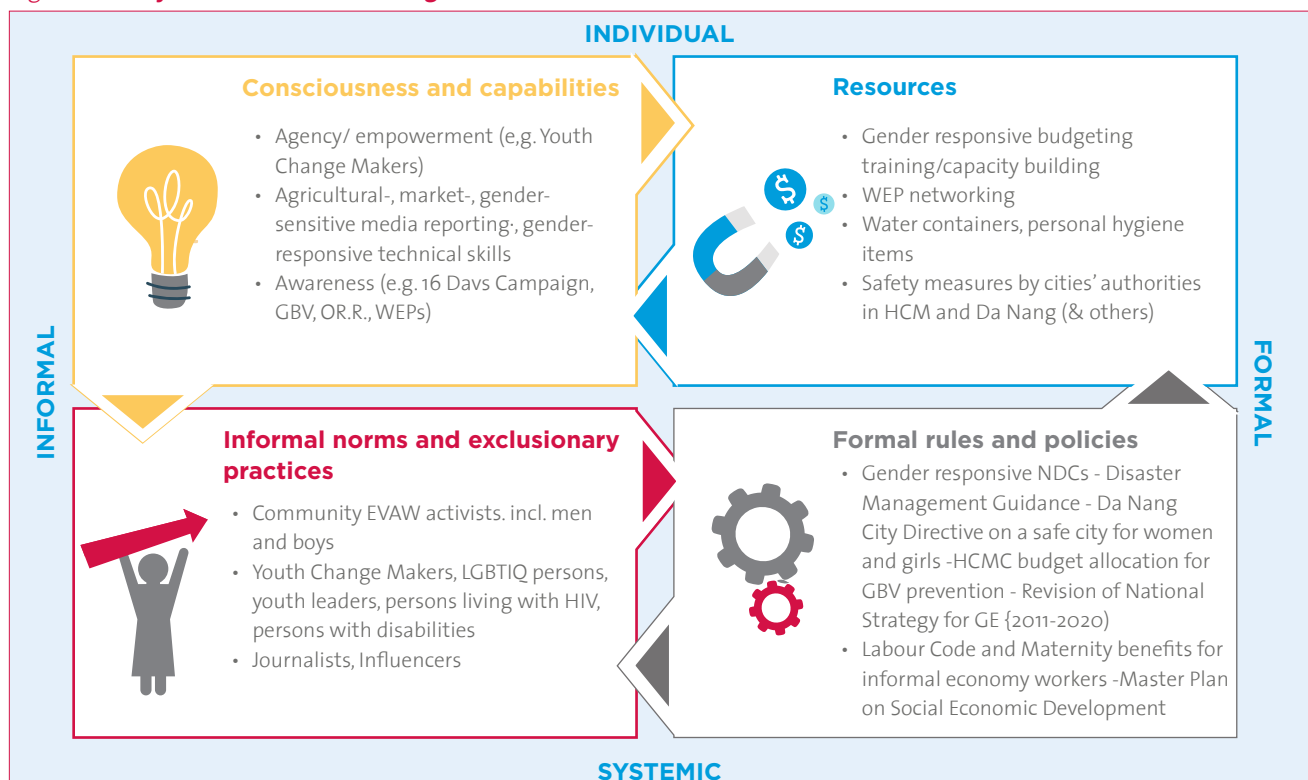 INDIVIDUAL
Consciousness and capabilities
• Agency/ empowerment (e,g. Youth
Change Makers)
• Agricultural-, market-, gender-
sensitive media reporting·, gender-
responsive technical skills
• Awareness (e.g. 16 Davs Campaign,
GBV, OR.R., WEPs)
Resources
• Gender responsive budgeting
training/capacity building
• WEP networking
• Water containers, personal hygiene
items
• Safety measures by cities' authorities
in HCM and Da Nang (& others)
INFORMAL
FORMAL
Informal norms and exclusionary
practices
• Community EVAW activists. incl. men
and boys
• Youth Change Makers, LGBTIQ persons,
youth leaders, persons living with HIV,
persons with disabilities
• Journalists, Influencers
Formal rules and policies
• Gender responsive NDCs - Disaster
Management Guidance - Da Nang
City Directive on a safe city for women
and girls -HCMC budget allocation for
GBV prevention - Revision of National
Strategy for GE {2011-2020)
• Labour Code and Maternity benefits for
informal economy workers -Master Plan
on Social Economic Development
SYSTEMIC